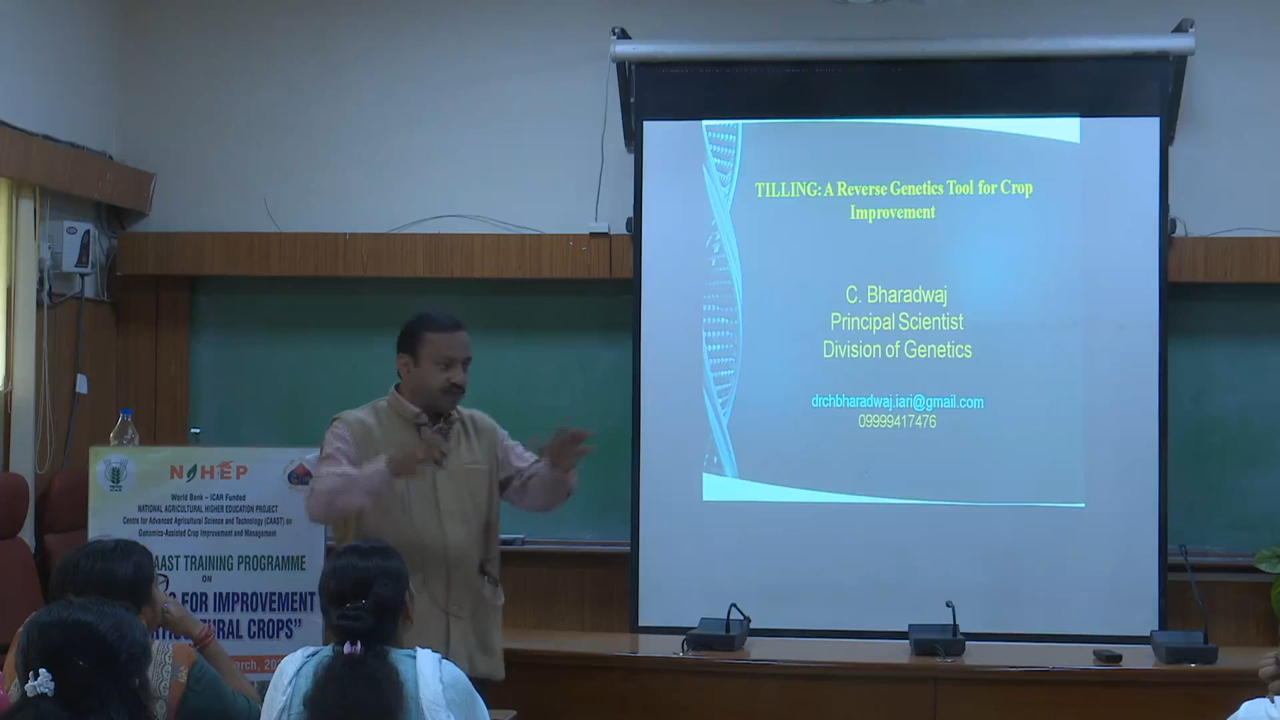 TILLING: A Reverse Genetics Tool for Crop
Improvement
C. Bharadwaj
Principal Scientist
Division of Genetics
drchbharadwaj.iari@gmail.com
09999417476
NAHEP
World Bank – ICAR Funded
NATIONAL AGRICULTURAL HIGHER EDUCATION PROJECT
Centre for Advanced Agricultural Science and Technology (CAAST) on
Genomics-Assisted Crop Improvement and Management
AAST TRAINING PROGRAMME
ON
FOR IMPROVEMENT
CROPS"